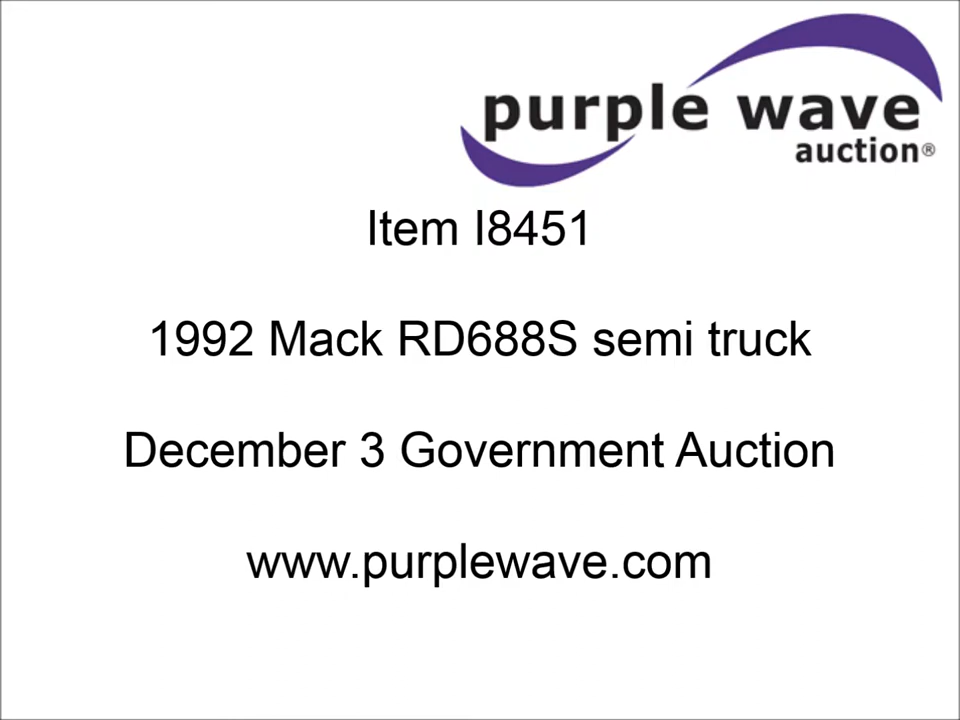 purple wave
auction®
Item I8451
1992 Mack RD688S semi truck
December 3 Government Auction
www.purplewave.com